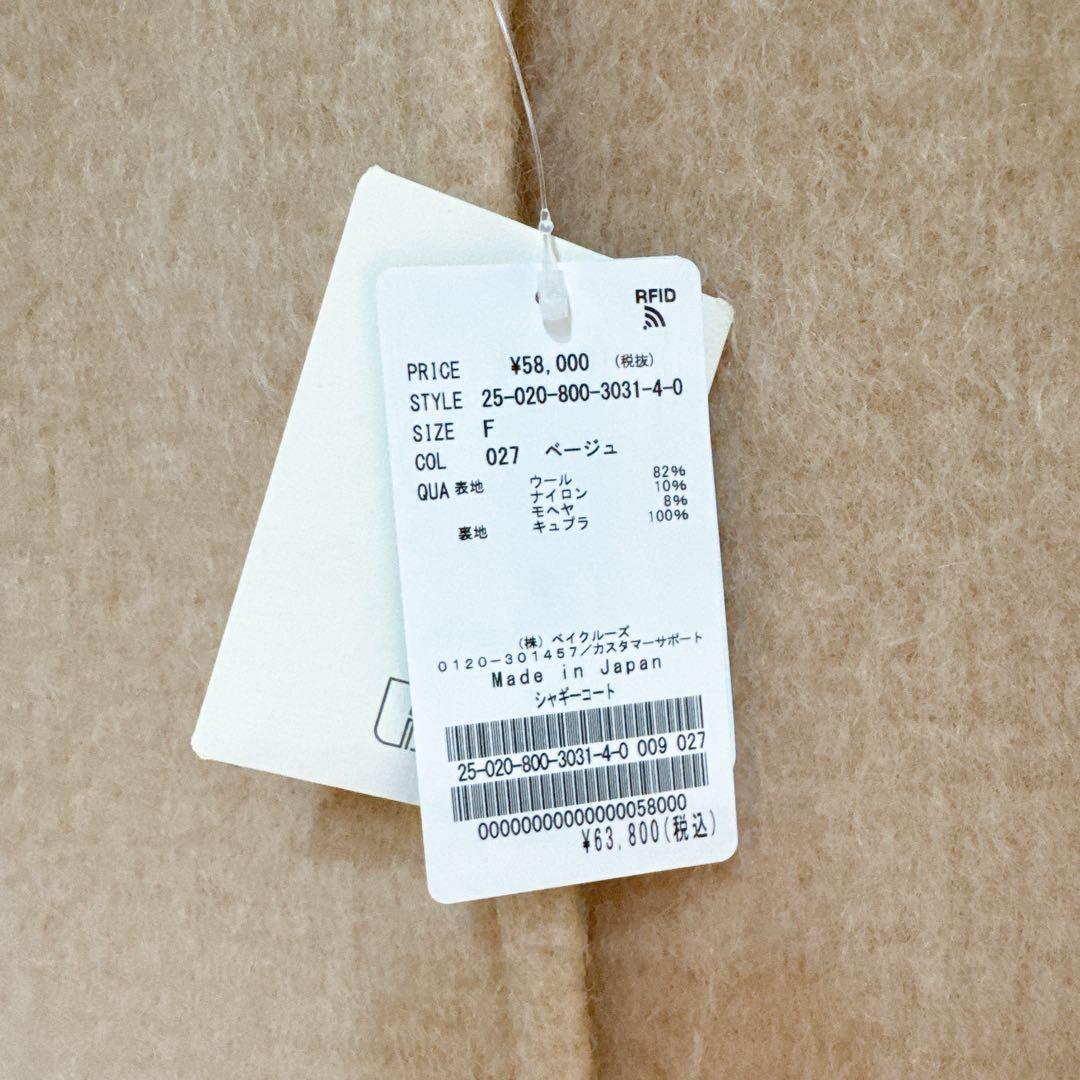 RFID
PRICE ¥58,000 (税抜)
STYLE 25-020-800-3031-4-0
SIZE F
COL 027 ベージュ
QUA 表地 ウール 82%
ナイロン 10%
モヘヤ 8%
裏地 キュプラ 100%
(株) ベイクルーズ
0120-301457/カスタマーサポート
Made in Japan
シャギーコート
25-020-800-3031-4-0 009 027
00000000000000058000
¥63,800(税込)